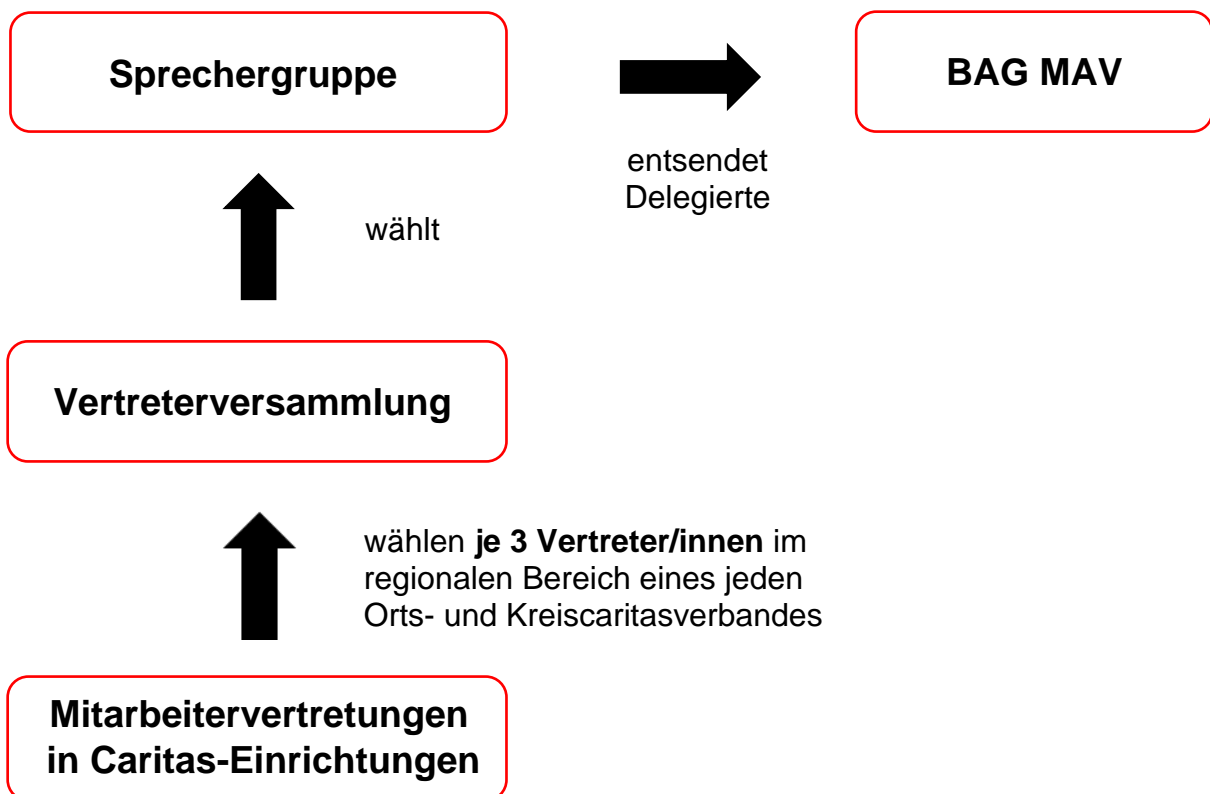 Sprechergruppe
BAG MAV
entsendet
Delegierte
wählt
Vertreterversammlung
wählen je 3 Vertreter/innen im
regionalen Bereich eines jeden
Orts- und Kreiscaritasverbandes
Mitarbeitervertretungen
in Caritas-Einrichtungen